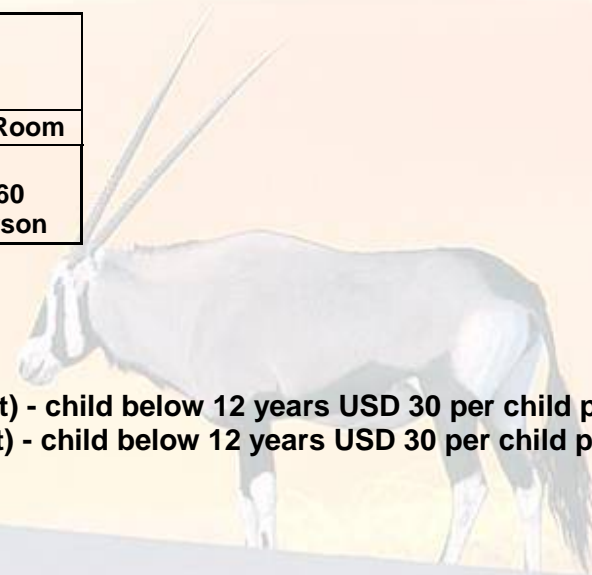 Room
60
son
t) - child below 12 years USD 30 per child p
t) - child below 12 years USD 30 per child p